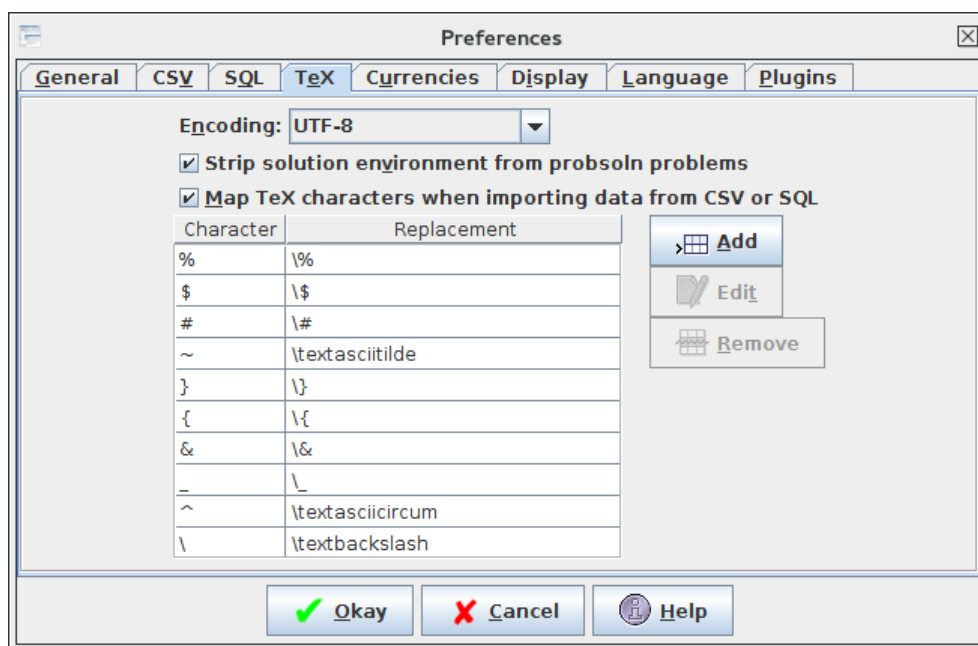 Preferences
General CSV SQL TeX Currencies Display Language Plugins
Encoding: UTF-8
Strip solution environment from probsoln problems
Map TeX characters when importing data from CSV or SQL
Character Replacement
% \%
$ \$
# \#
~ \textasciitilde
} \}
{ \{
& \&
_ \_
^ \textasciicircum
\ \textbackslash
Add
Edit
Remove
Okay Cancel Help